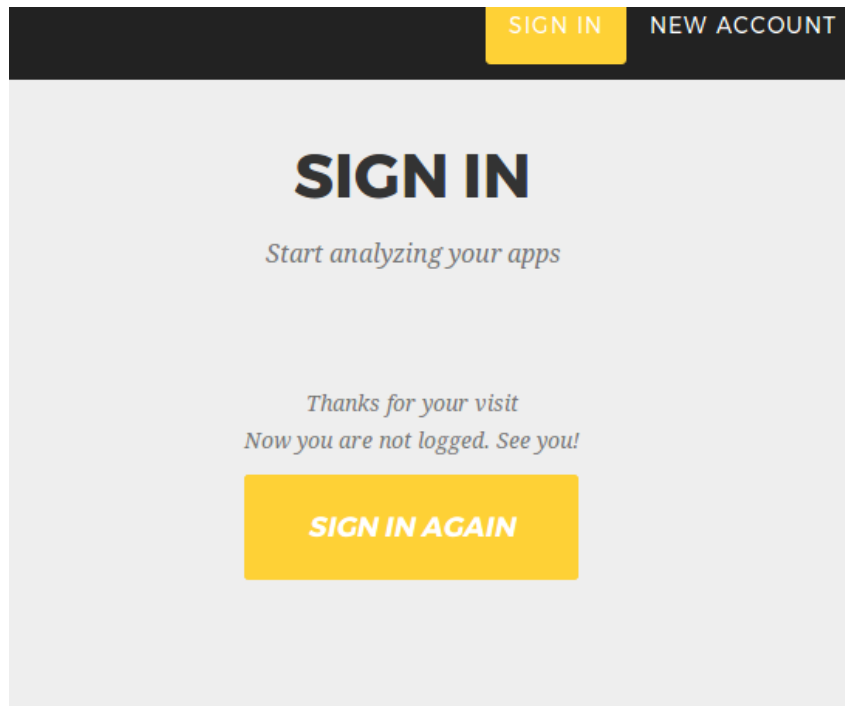 SIGN IN NEW ACCOUNT
SIGN IN
Start analyzing your apps
Thanks for your visit
Now you are not logged. See you!
SIGN IN AGAIN